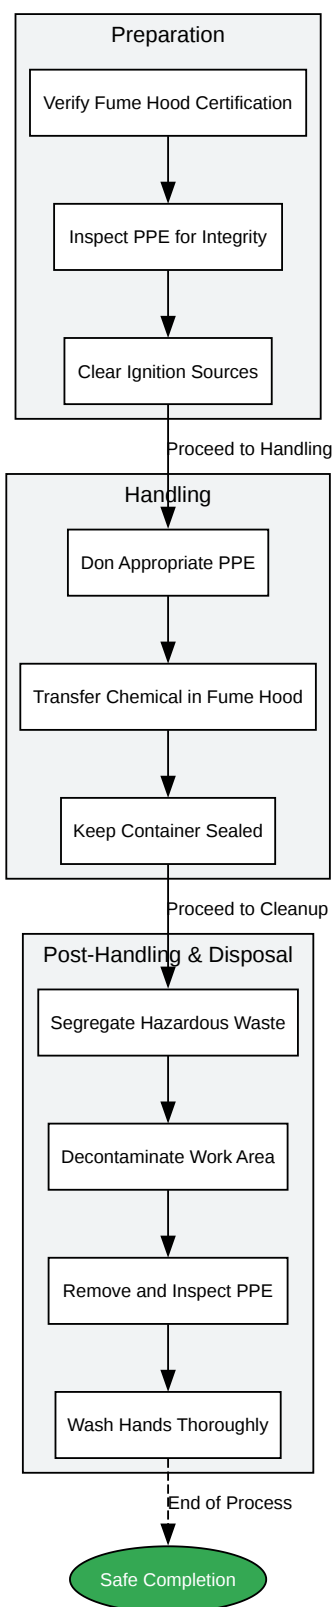 Preparation
Verify Fume Hood Certification
Inspect PPE for Integrity
Clear Ignition Sources
Proceed to Handling
Handling
Don Appropriate PPE
Transfer Chemical in Fume Hood
Keep Container Sealed
Proceed to Cleanup
Post-Handling & Disposal
Segregate Hazardous Waste
Decontaminate Work Area
Remove and Inspect PPE
Wash Hands Thoroughly
End of Process
Safe Completion